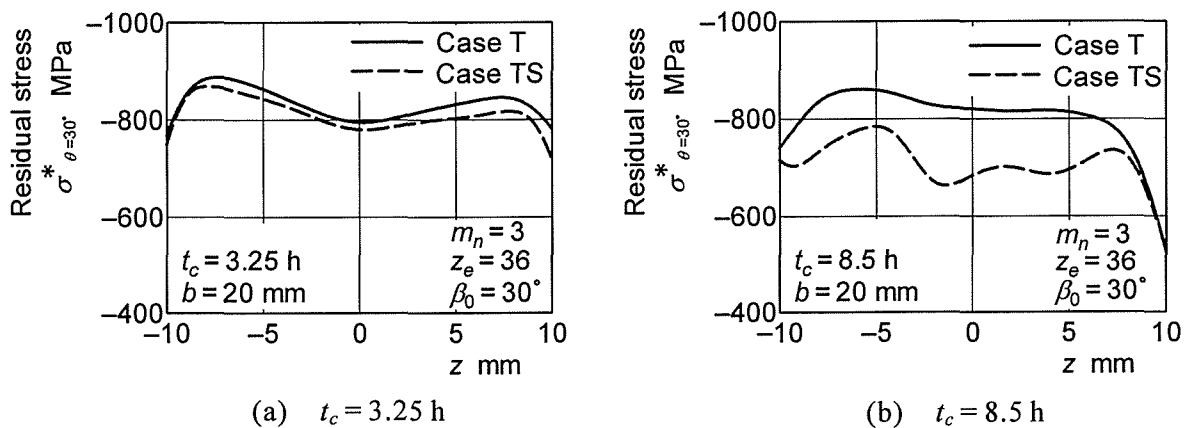 Residual stress
σ*θ=30° MPa
−1000
−800
−600
−400
Case T
Case TS
tc = 3.25 h
b = 20 mm
mn = 3
ze = 36
β0 = 30°
−10 −5 0 5 10
z mm
(a) tc = 3.25 h
Residual stress
σ*θ=30° MPa
−1000
−800
−600
−400
Case T
Case TS
tc = 8.5 h
b = 20 mm
mn = 3
ze = 36
β0 = 30°
−10 −5 0 5 10
z mm
(b) tc = 8.5 h